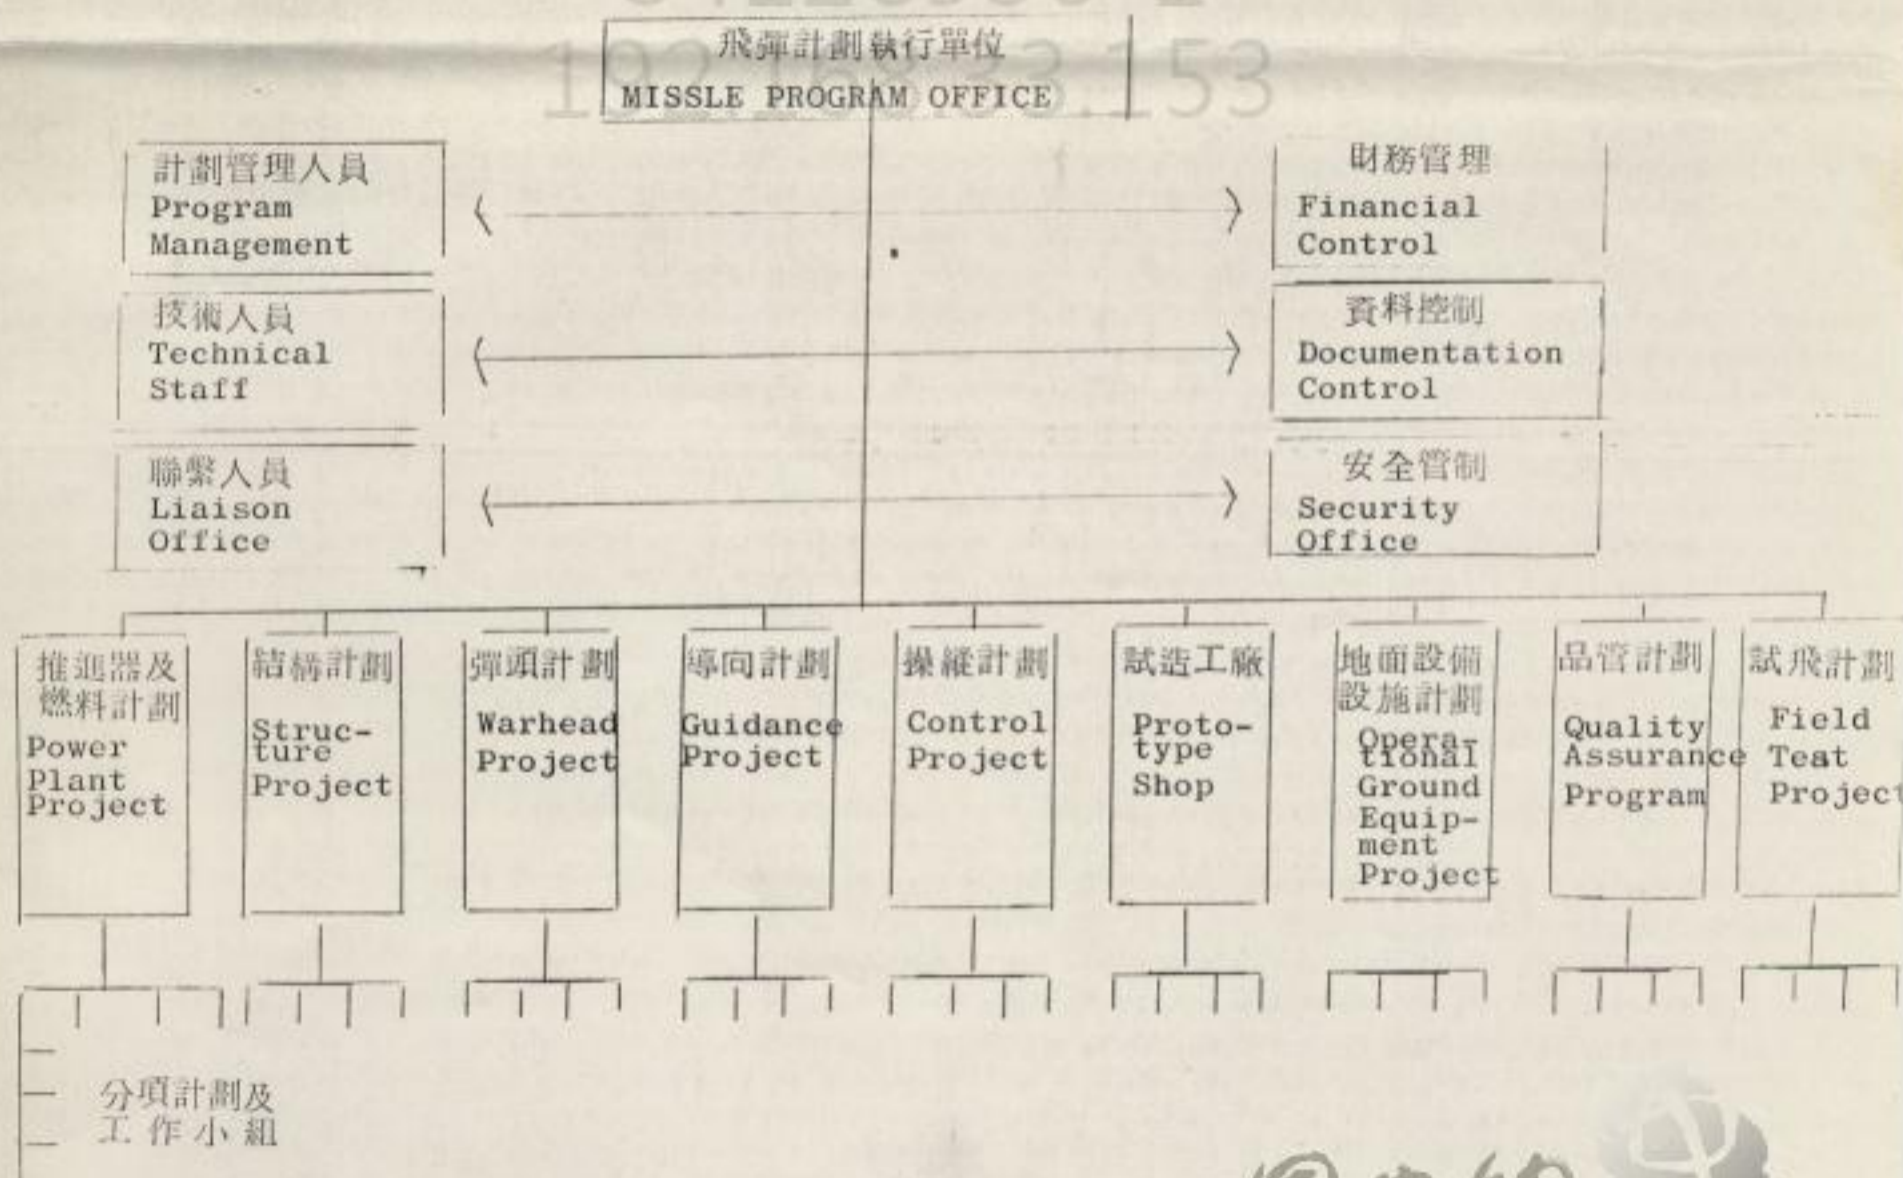 飛彈計劃執行單位
MISSLE PROGRAM OFFICE
192.168.33.153
計劃管理人員
Program
Management
財務管理
Financial
Control
技術人員
Technical
Staff
資料控制
Documentation
Control
聯繫人員
Liaison
Office
安全管制
Security
Office
推進器及
燃料計劃
Power
Plant
Project
結構計劃
Struc-
ture
Project
彈頭計劃
Warhead
Project
導向計劃
Guidance
Project
操縱計劃
Control
Project
試造工廠
Proto-
type
Shop
地面設備
設施計劃
Opera-
tional
Ground
Equip-
ment
Project
品管計劃
Quality
Assurance
Program
試飛計劃
Field
Teat
Project
分項計劃及
工作小組